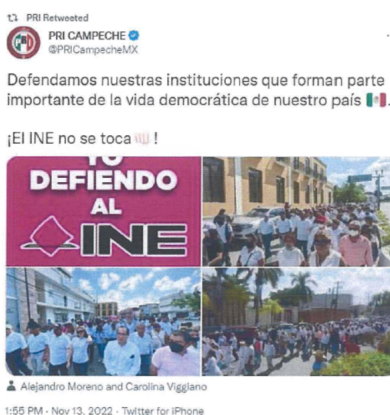 PRI Retweeted
PRI CAMPECHE
@PRICampecheMX
Defendamos nuestras instituciones que forman parte
importante de la vida democrática de nuestro país 🇲🇽.
¡El INE no se toca ✊🏻!
YO
DEFIENDO
AL
INE
Alejandro Moreno and Carolina Viggiano
1:55 PM · Nov 13, 2022 · Twitter for iPhone